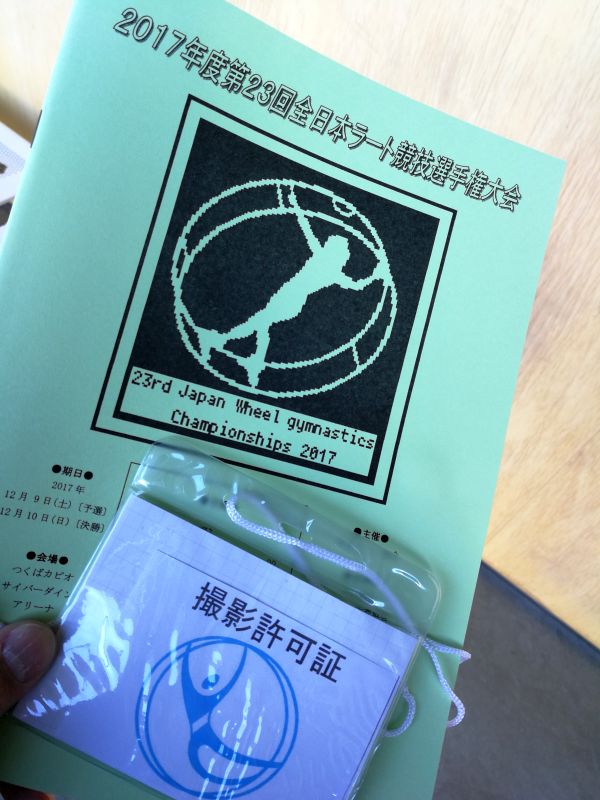 2017年度第23回全日本ラート競技選手権大会
23rd Japan Wheel gymnastics
Championships 2017
●期日●
2017年
12月 9日(土)［予選］
12月10日(日)［決勝］
●会場●
つくばカピオ
サイバーダイン
アリーナ
●主催●
撮影許可証